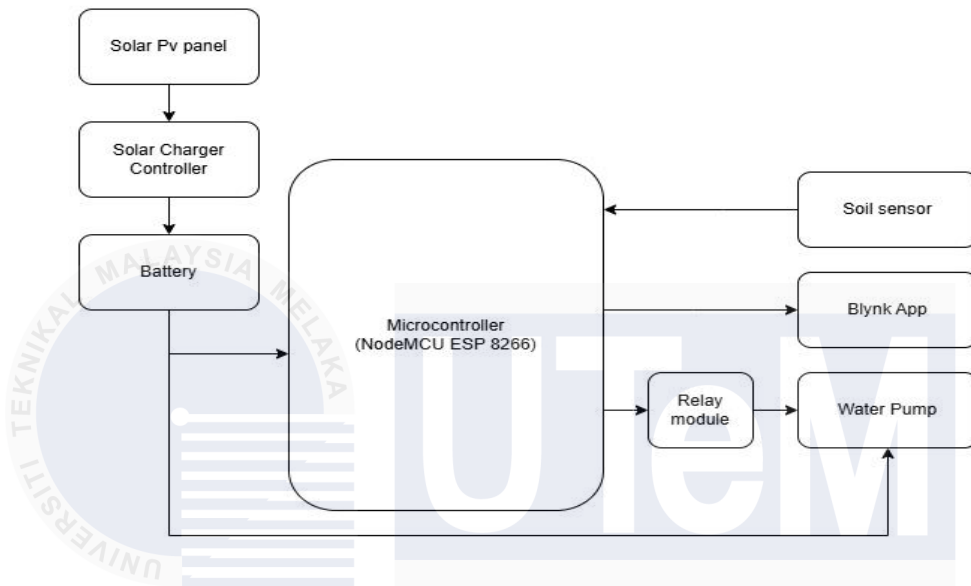 Solar Pv panel
Solar Charger
Controller
Battery
Microcontroller
(NodeMCU ESP 8266)
Soil sensor
Blynk App
Relay
module
Water Pump
UNIVERSITI TEKNIKAL MALAYSIA MELAKA
UTeM